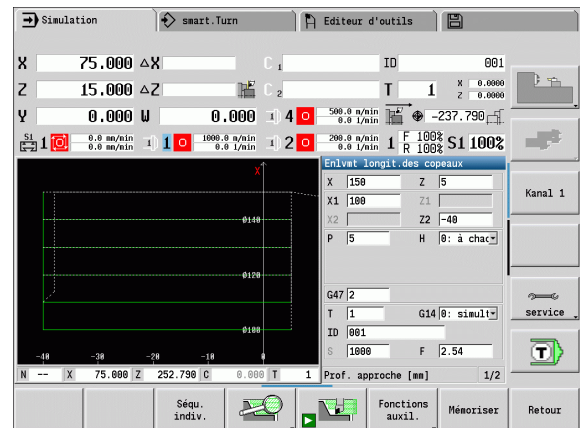 Simulation smart.Turn Editeur d'outils
X 75.000 △X C 1 ID 001
Z 15.000 △Z C 2 T 1 X 0.0000 Z 0.0000
Y 0.000 W 0.000 4 500.0 m/min 0.0 1/min -237.790
S1 1 0.0 mm/min 0.0 mm/min 1 1000.0 m/min 0.0 1/min 2 200.0 m/min 0.0 1/min 1 F 100% R 100% S1 100%
Enlvmt longit.des copeaux
X 150 Z 5
X1 100 Z1
X2 Z2 -40
P 5 H 0: à chac
G47 2
T 1 G14 0: simult
ID 001
S 1000 F 2.54
Prof. approche [mm] 1/2
X
Ø140
Ø120
Ø100
-40 -30 -20 -10 0
N -- X 75.000 Z 252.790 C 0.000 T 1
Kanal 1
service
T
Séqu. indiv.
Fonctions auxil.
Mémoriser
Retour